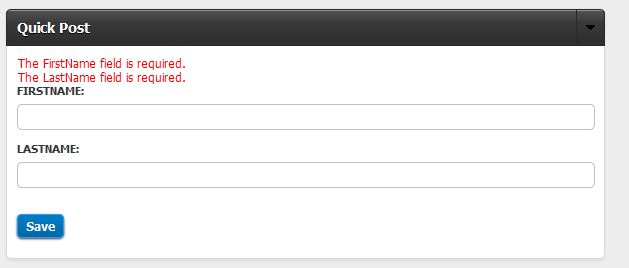 Quick Post
The FirstName field is required.
The LastName field is required.
FIRSTNAME:
LASTNAME:
Save